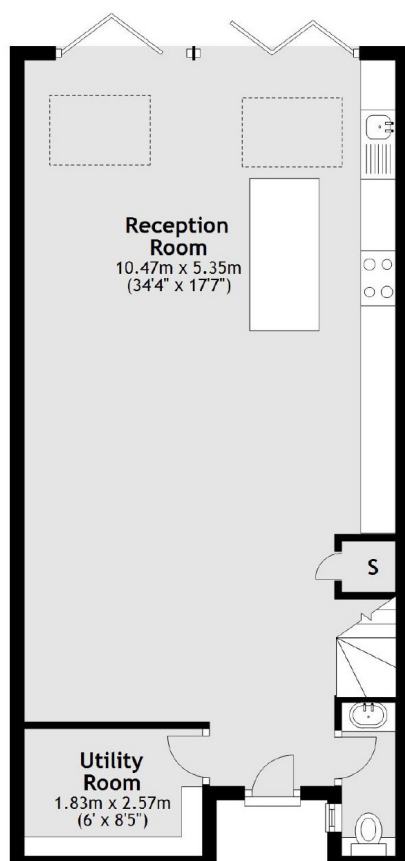 Reception
Room
10.47m x 5.35m
(34'4" x 17'7")
S
Utility
Room
1.83m x 2.57m
(6' x 8'5")